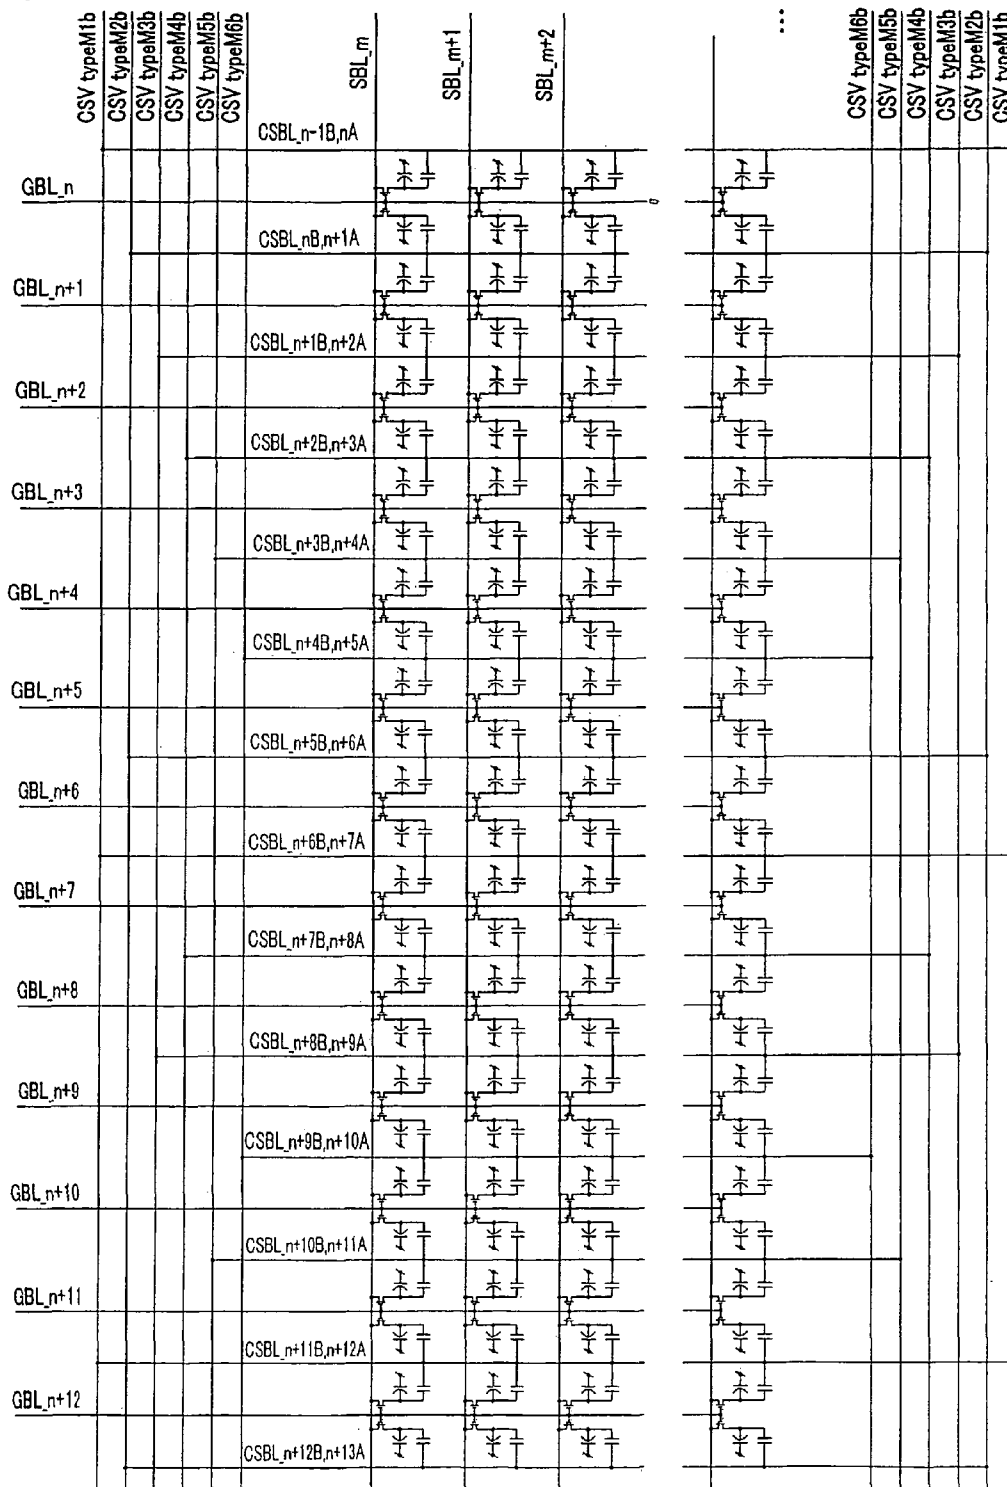 CSV typeM1b
CSV typeM2b
CSV typeM3b
CSV typeM4b
CSV typeM5b
CSV typeM6b
SBL_m
SBL_m+1
SBL_m+2
...
CSV typeM6b
CSV typeM5b
CSV typeM4b
CSV typeM3b
CSV typeM2b
CSV typeM1b
CSBL_n-1B,nA
GBL_n
CSBL_nB,n+1A
GBL_n+1
CSBL_n+1B,n+2A
GBL_n+2
CSBL_n+2B,n+3A
GBL_n+3
CSBL_n+3B,n+4A
GBL_n+4
CSBL_n+4B,n+5A
GBL_n+5
CSBL_n+5B,n+6A
GBL_n+6
CSBL_n+6B,n+7A
GBL_n+7
CSBL_n+7B,n+8A
GBL_n+8
CSBL_n+8B,n+9A
GBL_n+9
CSBL_n+9B,n+10A
GBL_n+10
CSBL_n+10B,n+11A
GBL_n+11
CSBL_n+11B,n+12A
GBL_n+12
CSBL_n+12B,n+13A